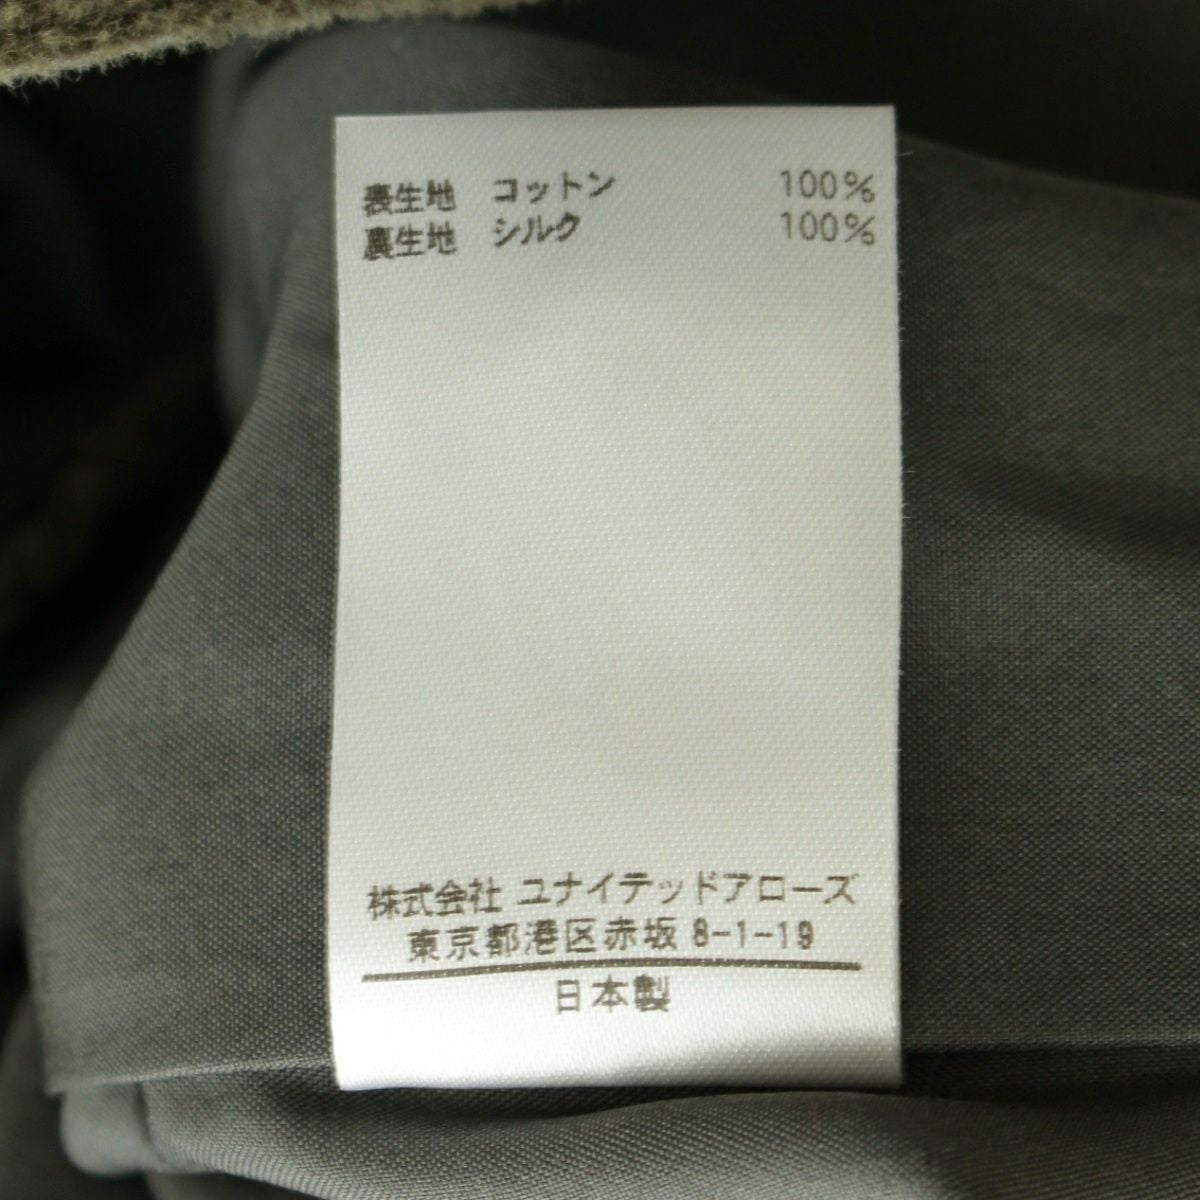 表生地 コットン 100%
裏生地 シルク 100%
株式会社 ユナイテッドアローズ
東京都港区赤坂 8-1-19
日本製